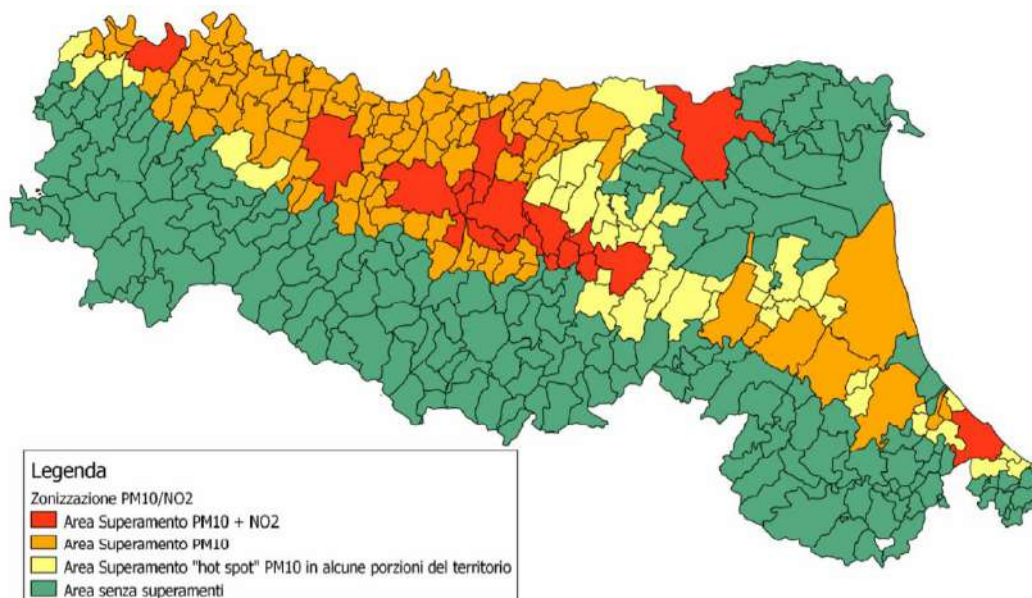 Legenda
Zonizzazione PM10/NO2
Area Superamento PM10 + NO2
Area Superamento PM10
Area Superamento "hot spot" PM10 in alcune porzioni del territorio
Area senza superamenti